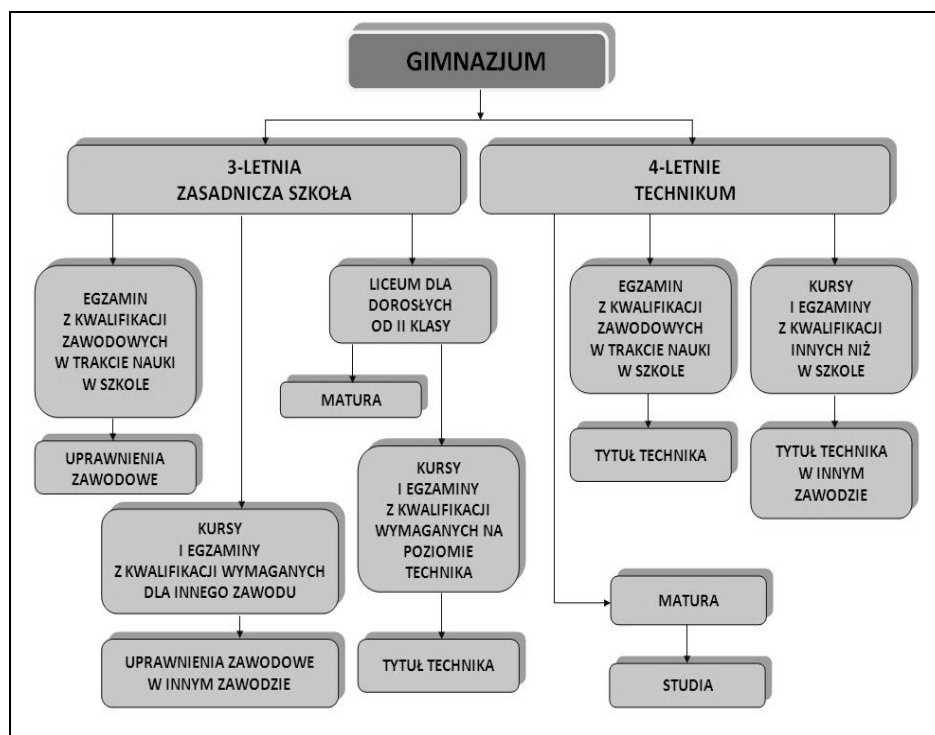 GIMNAZJUM
3-LETNIA
ZASADNICZA SZKOŁA
4-LETNIE
TECHNIKUM
EGZAMIN
Z KWALIFIKACJI
ZAWODOWYCH
W TRAKCIE NAUKI
W SZKOLE
LICEUM DLA
DOROSŁYCH
OD II KLASY
EGZAMIN
Z KWALIFIKACJI
ZAWODOWYCH
W TRAKCIE NAUKI
W SZKOLE
KURSY
I EGZAMINY
Z KWALIFIKACJI
INNYCH NIŻ
W SZKOLE
MATURA
UPRAWNIENIA
ZAWODOWE
KURSY
I EGZAMINY
Z KWALIFIKACJI
WYMAGANYCH NA
POZIOMIE
TECHNIKA
TYTUŁ TECHNIKA
TYTUŁ TECHNIKA
W INNYM
ZAWODZIE
KURSY
I EGZAMINY
Z KWALIFIKACJI WYMAGANYCH
DLA INNEGO ZAWODU
MATURA
UPRAWNIENIA ZAWODOWE
W INNYM ZAWODZIE
TYTUŁ TECHNIKA
STUDIA